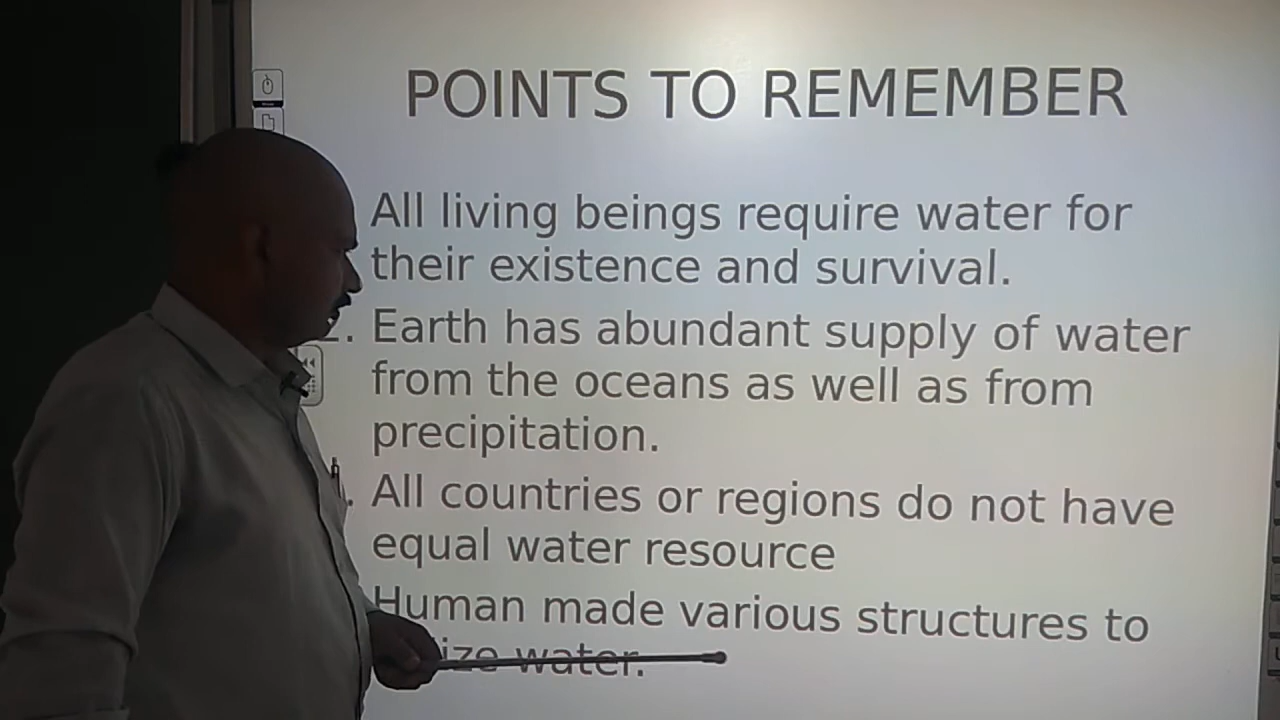 POINTS TO REMEMBER
All living beings require water for
their existence and survival.
2. Earth has abundant supply of water
from the oceans as well as from
precipitation.
All countries or regions do not have
equal water resource
Human made various structures to
water.